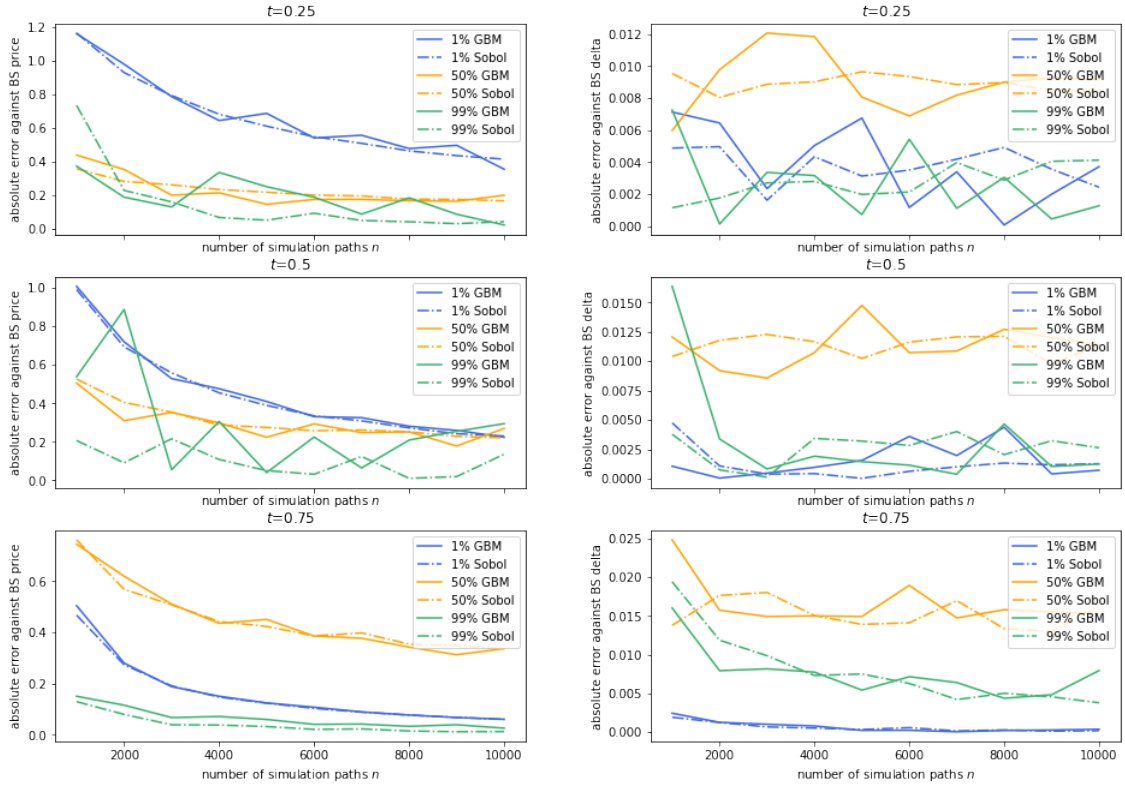 t=0.25
absolute error against BS price
1.2
1.0
0.8
0.6
0.4
0.2
0.0
1% GBM
1% Sobol
50% GBM
50% Sobol
99% GBM
99% Sobol
number of simulation paths n
t=0.25
absolute error against BS delta
0.012
0.010
0.008
0.006
0.004
0.002
0.000
1% GBM
1% Sobol
50% GBM
50% Sobol
99% GBM
99% Sobol
number of simulation paths n
t=0.5
absolute error against BS price
1.0
0.8
0.6
0.4
0.2
0.0
1% GBM
1% Sobol
50% GBM
50% Sobol
99% GBM
99% Sobol
number of simulation paths n
t=0.5
absolute error against BS delta
0.0150
0.0125
0.0100
0.0075
0.0050
0.0025
0.0000
1% GBM
1% Sobol
50% GBM
50% Sobol
99% GBM
99% Sobol
number of simulation paths n
t=0.75
absolute error against BS price
0.6
0.4
0.2
0.0
1% GBM
1% Sobol
50% GBM
50% Sobol
99% GBM
99% Sobol
2000 4000 6000 8000 10000
number of simulation paths n
t=0.75
absolute error against BS delta
0.025
0.020
0.015
0.010
0.005
0.000
1% GBM
1% Sobol
50% GBM
50% Sobol
99% GBM
99% Sobol
2000 4000 6000 8000 10000
number of simulation paths n